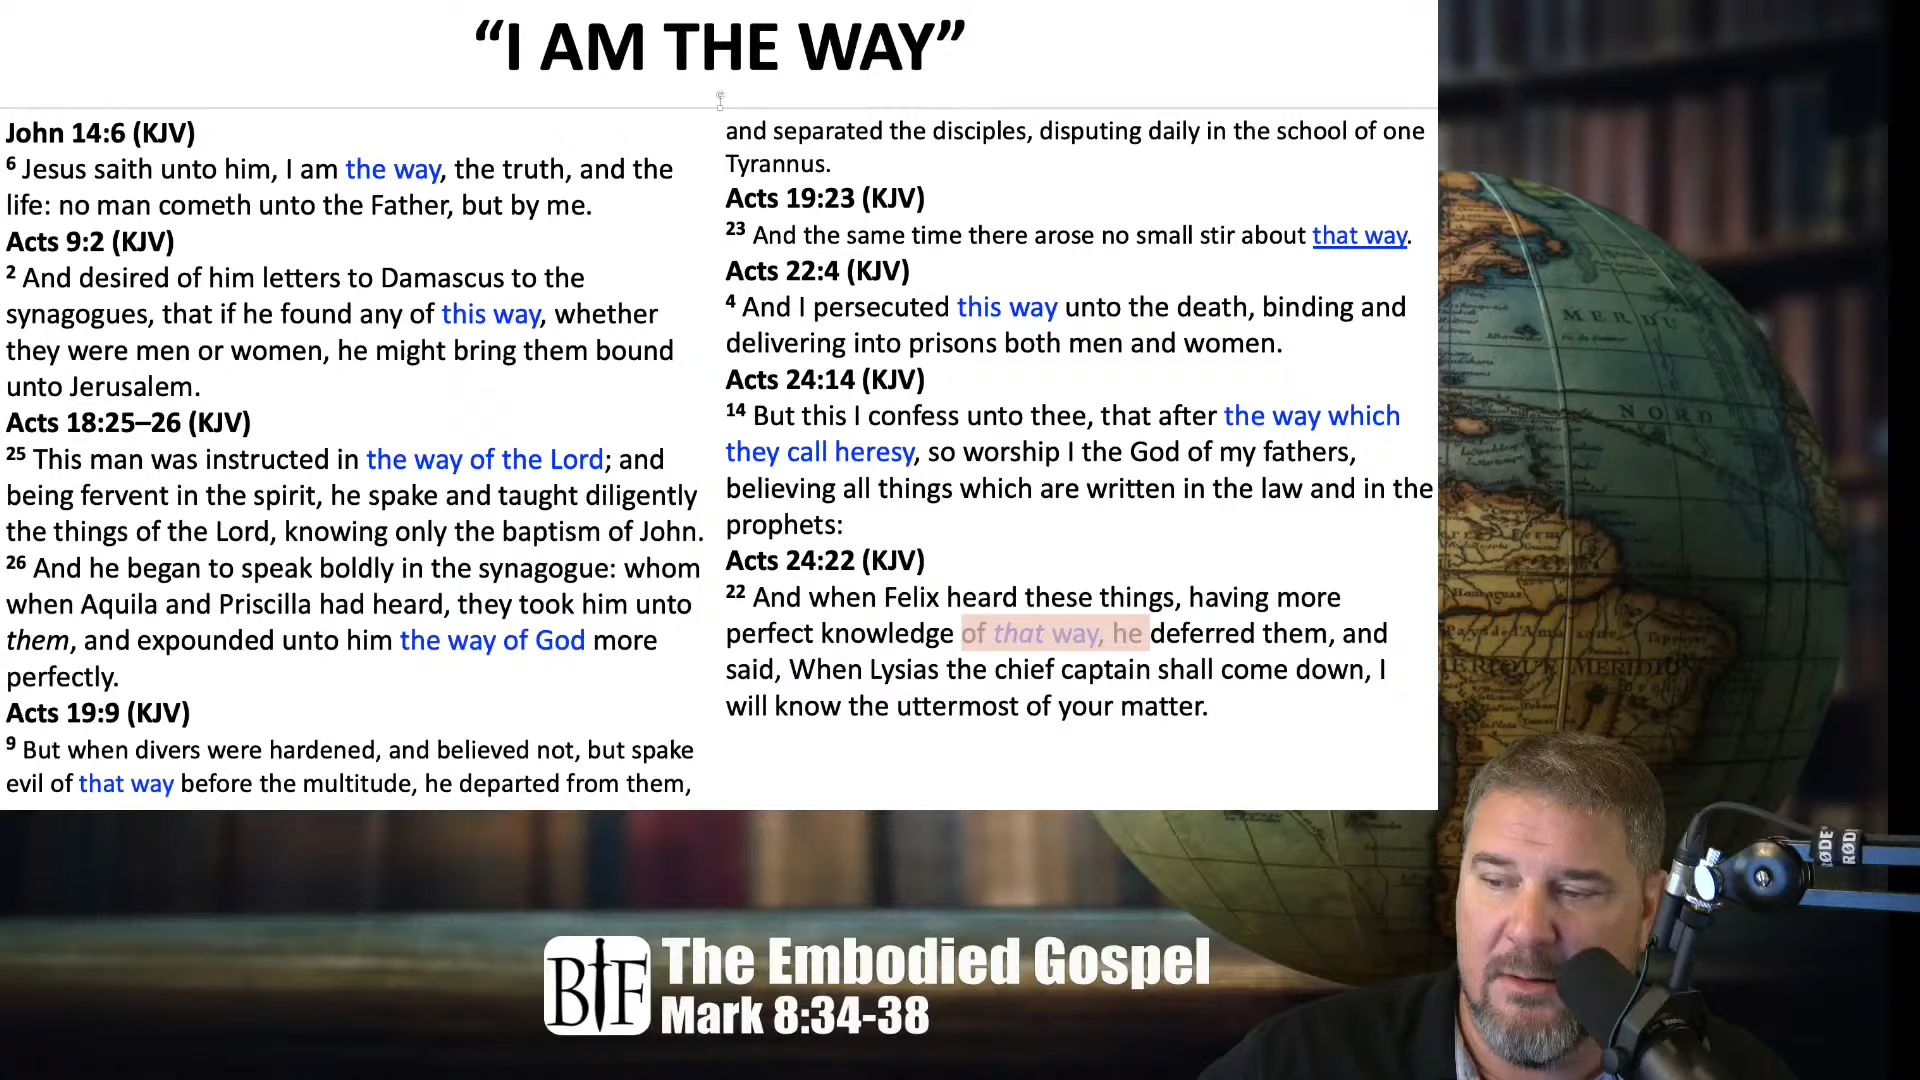 “I AM THE WAY”
John 14:6 (KJV)
6 Jesus saith unto him, I am the way, the truth, and the
life: no man cometh unto the Father, but by me.
Acts 9:2 (KJV)
2 And desired of him letters to Damascus to the
synagogues, that if he found any of this way, whether
they were men or women, he might bring them bound
unto Jerusalem.
Acts 18:25–26 (KJV)
25 This man was instructed in the way of the Lord; and
being fervent in the spirit, he spake and taught diligently
the things of the Lord, knowing only the baptism of John.
26 And he began to speak boldly in the synagogue: whom
when Aquila and Priscilla had heard, they took him unto
them, and expounded unto him the way of God more
perfectly.
Acts 19:9 (KJV)
9 But when divers were hardened, and believed not, but spake
evil of that way before the multitude, he departed from them,
and separated the disciples, disputing daily in the school of one
Tyrannus.
Acts 19:23 (KJV)
23 And the same time there arose no small stir about that way.
Acts 22:4 (KJV)
4 And I persecuted this way unto the death, binding and
delivering into prisons both men and women.
Acts 24:14 (KJV)
14 But this I confess unto thee, that after the way which
they call heresy, so worship I the God of my fathers,
believing all things which are written in the law and in the
prophets:
Acts 24:22 (KJV)
22 And when Felix heard these things, having more
perfect knowledge of that way, he deferred them, and
said, When Lysias the chief captain shall come down, I
will know the uttermost of your matter.
MERDU
NORD
MERIDI
RØDE
RØD
BTF
The Embodied Gospel
Mark 8:34-38